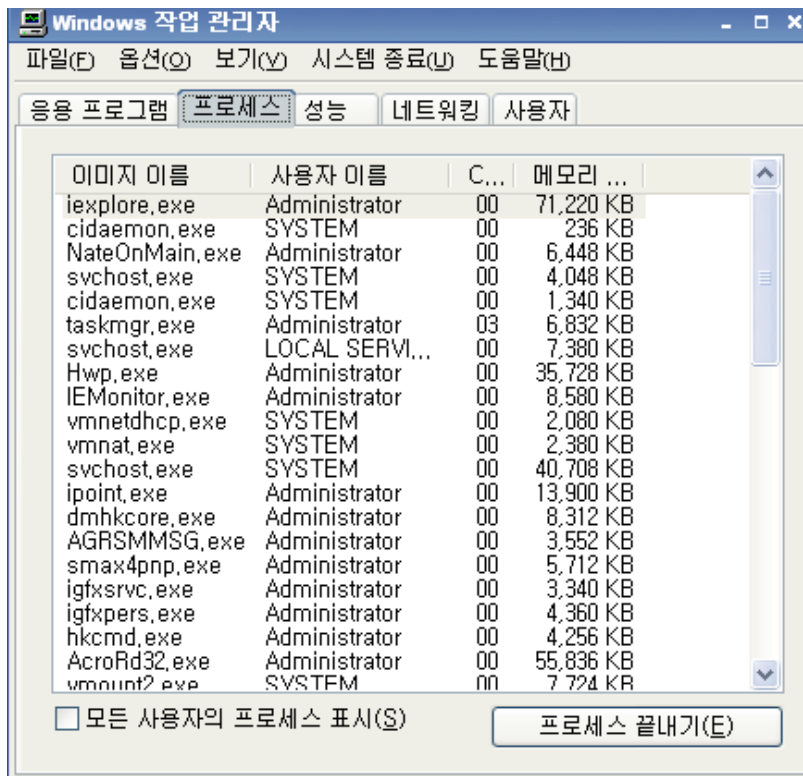 Windows 작업 관리자
파일(F) 옵션(O) 보기(V) 시스템 종료(U) 도움말(H)
응용 프로그램 프로세스 성능 네트워킹 사용자
이미지 이름 사용자 이름 C... 메모리 ...
iexplore.exe Administrator 00 71,220 KB
cidaemon.exe SYSTEM 00 236 KB
NateOnMain.exe Administrator 00 6,448 KB
svchost.exe SYSTEM 00 4,048 KB
cidaemon.exe SYSTEM 00 1,340 KB
taskmgr.exe Administrator 03 6,832 KB
svchost.exe LOCAL SERVI... 00 7,380 KB
Hwp.exe Administrator 00 35,728 KB
IEMonitor.exe Administrator 00 8,580 KB
vmnetdhcp.exe SYSTEM 00 2,080 KB
vmnat.exe SYSTEM 00 2,380 KB
svchost.exe SYSTEM 00 40,708 KB
ipoint.exe Administrator 00 13,900 KB
dmhkcore.exe Administrator 00 8,312 KB
AGRSMMSG.exe Administrator 00 3,552 KB
smax4pnp.exe Administrator 00 5,712 KB
igfxsrvc.exe Administrator 00 3,340 KB
igfxpers.exe Administrator 00 4,360 KB
hkcmd.exe Administrator 00 4,256 KB
AcroRd32.exe Administrator 00 55,836 KB
vmount2.exe SYSTEM 00 7,724 KB
모든 사용자의 프로세스 표시(S) 프로세스 끝내기(E)